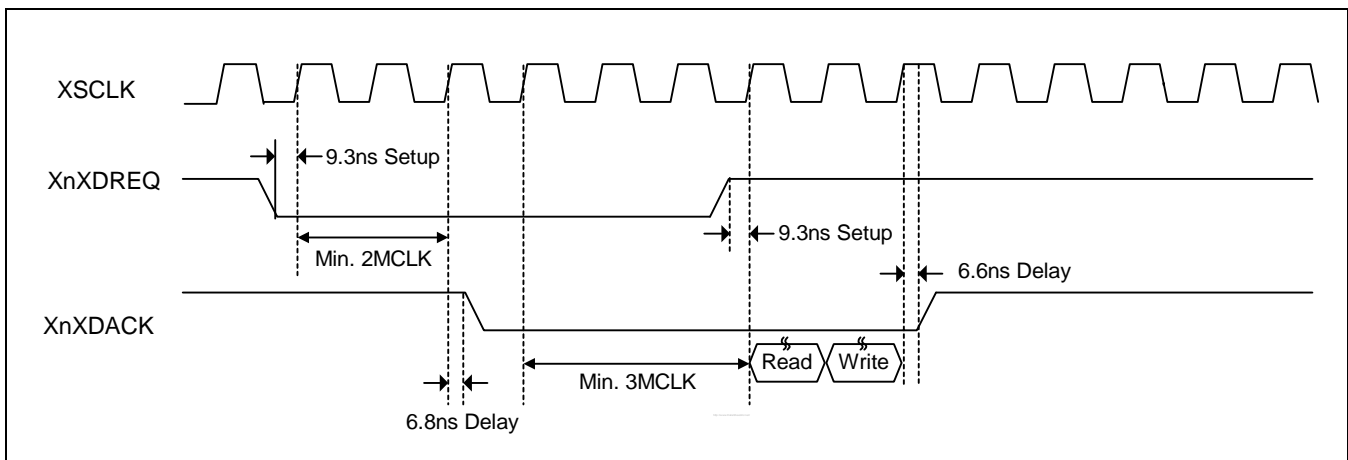 XSCLK
9.3ns Setup
XnXDREQ
Min. 2MCLK
9.3ns Setup
6.6ns Delay
XnXDACK
Read
Write
Min. 3MCLK
6.8ns Delay